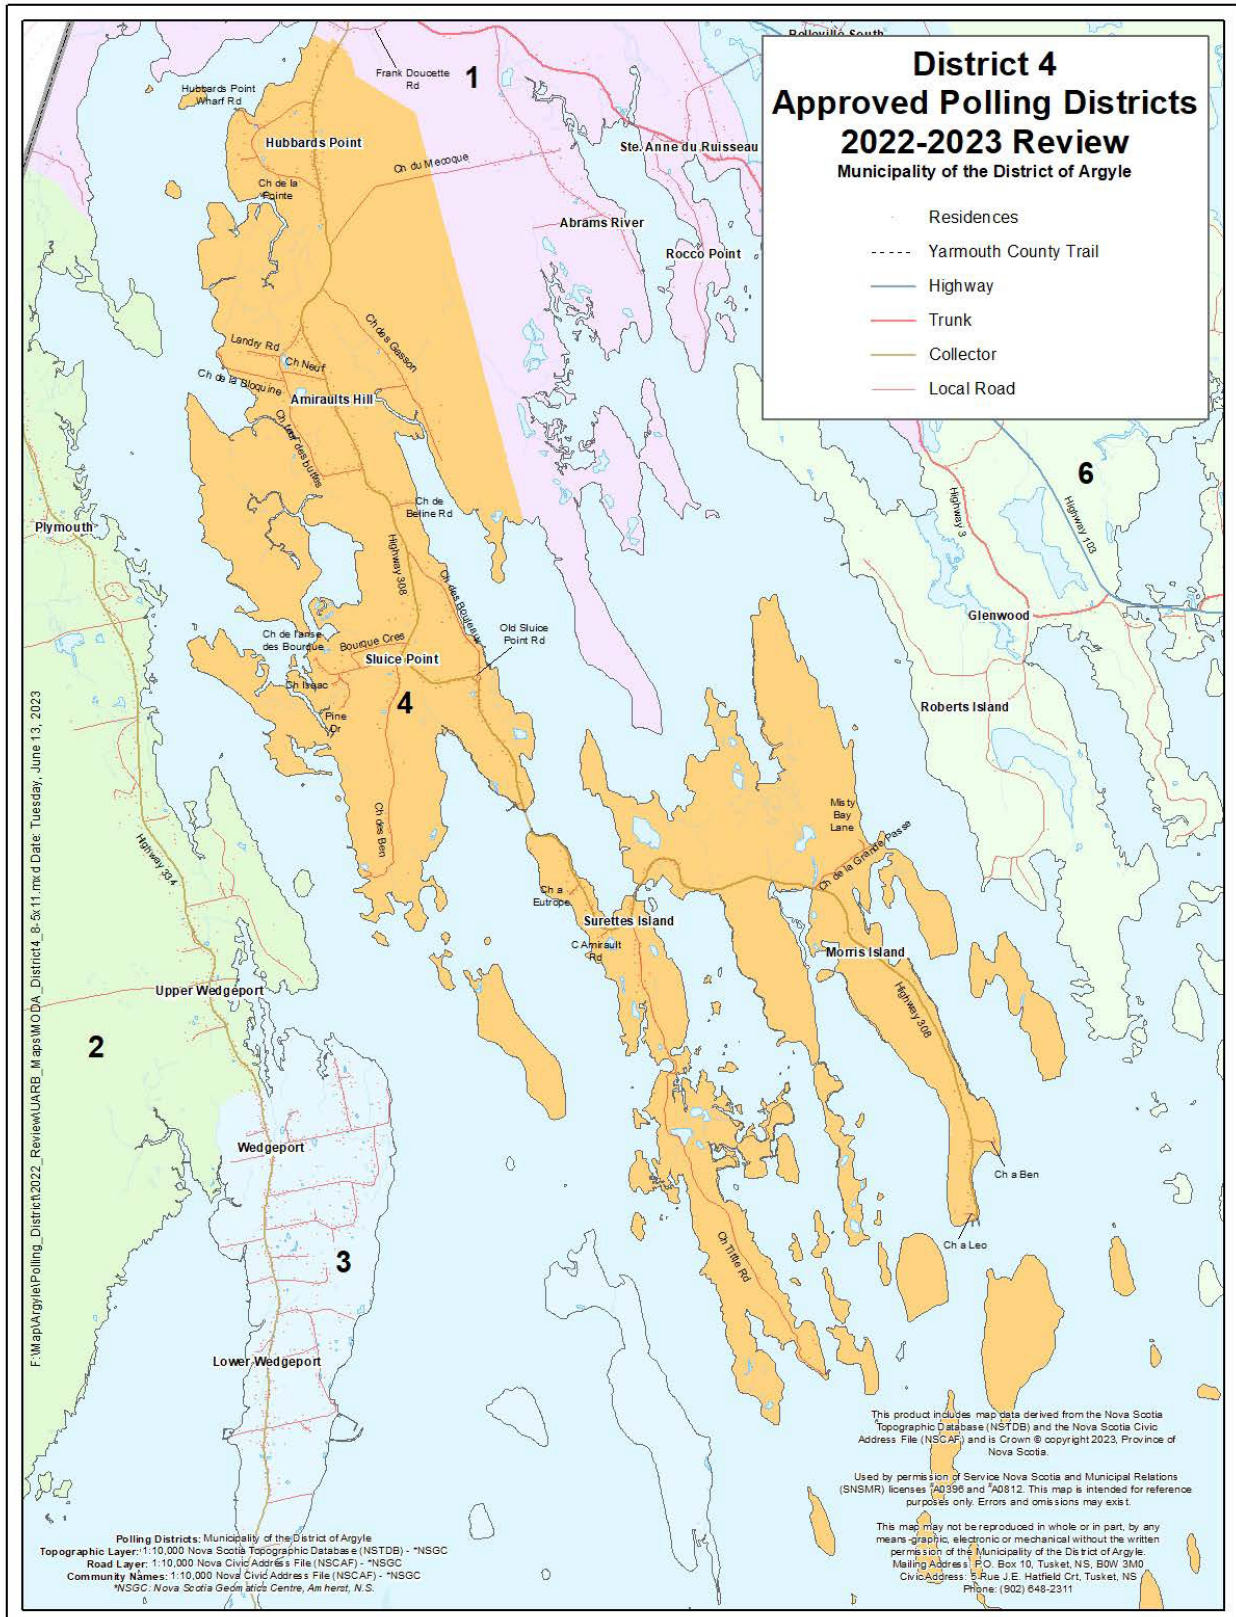 District 4
Approved Polling Districts
2022-2023 Review
Municipality of the District of Argyle
Residences
Yarmouth County Trail
Highway
Trunk
Collector
Local Road
Belleville South
Frank Doucette
Rd
1
Hubbards Point
Wharf Rd
Hubbards Point
Ste. Anne du Ruisseau
Ch du Mecoque
Ch de la
Pointe
Abrams River
Rocco Point
Ch des Gasson
Landry Rd
Ch Neuf
Ch de la Bloquine
Amiraults Hill
6
Highway 3
Highway 103
Ch de
Beline Rd
Plymouth
Highway 308
Ch des Bouleaux
Glenwood
Ch de l'anse
des Bourque
Bourque Cres
Old Sluice
Point Rd
Sluice Point
Ch Isaac
4
Roberts Island
Pine
Dr
Misty
Bay
Lane
Ch des Ben
Highway 334
Ch de la Grande Passe
Ch a
Eutrope
Surettes Island
C Amirault
Rd
Morris Island
Highway 308
Upper Wedgeport
2
Wedgeport
Ch a Ben
Ch a Leo
Ch Tittle Rd
3
Lower Wedgeport
F:\Map\Argyle\Polling_District\2022_Review\UARB_Maps\MODA_District4_8-5x11.mxd Date: Tuesday, June 13, 2023
This product includes map data derived from the Nova Scotia
Topographic Database (NSTDB) and the Nova Scotia Civic
Address File (NSCAF) and is Crown © copyright 2023, Province of
Nova Scotia.
Used by permission of Service Nova Scotia and Municipal Relations
(SNSMR) licenses #A0396 and #A0812. This map is intended for reference
purposes only. Errors and omissions may exist.
This map may not be reproduced in whole or in part, by any
means-graphic, electronic or mechanical without the written
permission of the Municipality of the District of Argyle.
Mailing Address: P.O. Box 10, Tusket, NS, B0W 3M0
Civic Address: 5 Rue J.E. Hatfield Crt, Tusket, NS
Phone: (902) 648-2311
Polling Districts: Municipality of the District of Argyle
Topographic Layer: 1:10,000 Nova Scotia Topographic Database (NSTDB) - *NSGC
Road Layer: 1:10,000 Nova Civic Address File (NSCAF) - *NSGC
Community Names: 1:10,000 Nova Civic Address File (NSCAF) - *NSGC
*NSGC: Nova Scotia Geomatics Centre, Amherst, N.S.